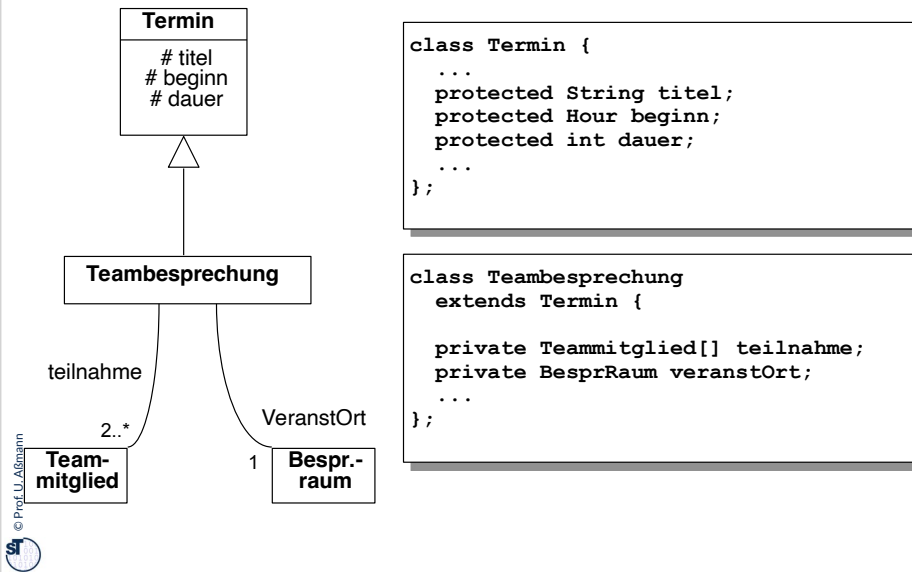 Termin
# titel
# beginn
# dauer
Teambesprechung
teilnahme
2..*
VeranstOrt
Team-
mitglied
1
Bespr.-
raum
class Termin {
...
protected String titel;
protected Hour beginn;
protected int dauer;
...
};
class Teambesprechung
extends Termin {
private Teammitglied[] teilnahme;
private BesprRaum veranstOrt;
...
};
© Prof. U. Aßmann
ST